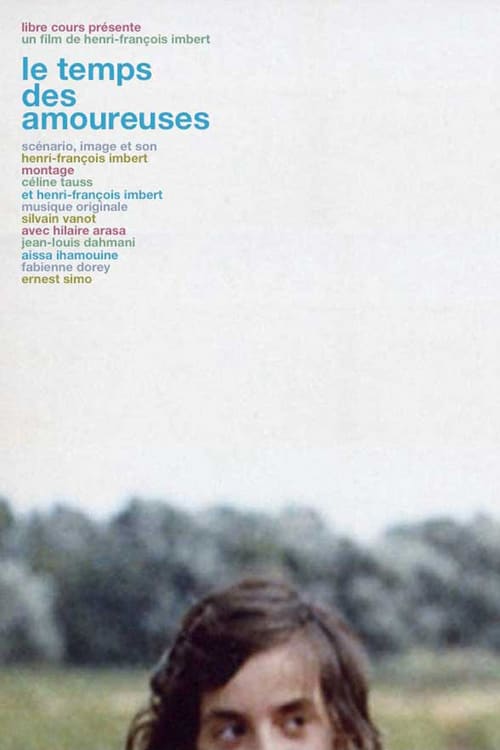 libre cours présente
un film de henri-françois imbert
le temps
des
amoureuses
scénario, image et son
henri-françois imbert
montage
céline tauss
et henri-françois imbert
musique originale
silvain vanot
avec hilaire arasa
jean-louis dahmani
aissa ihamouine
fabienne dorey
ernest simo